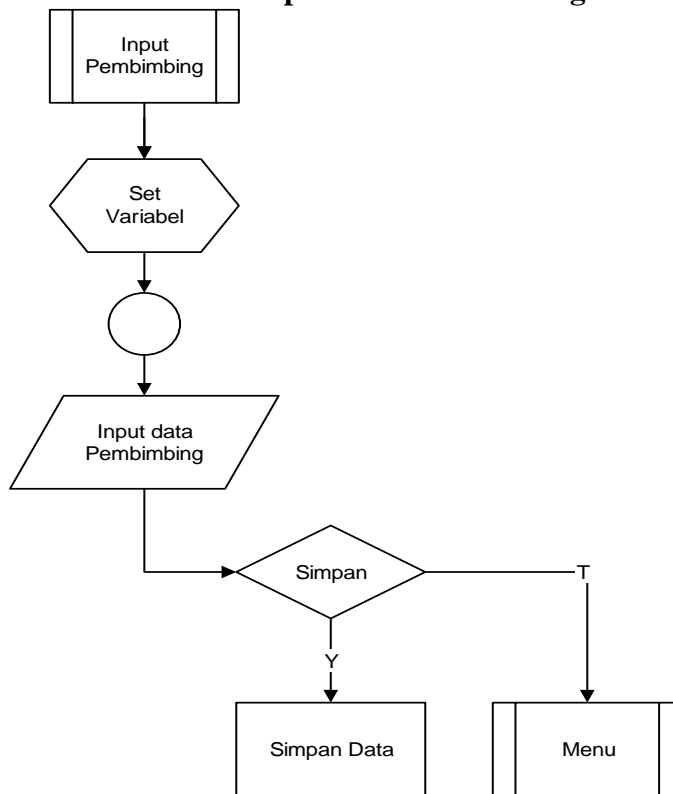 Input
Pembimbing
Set
Variabel
Input data
Pembimbing
Simpan
T
Y
Simpan Data
Menu